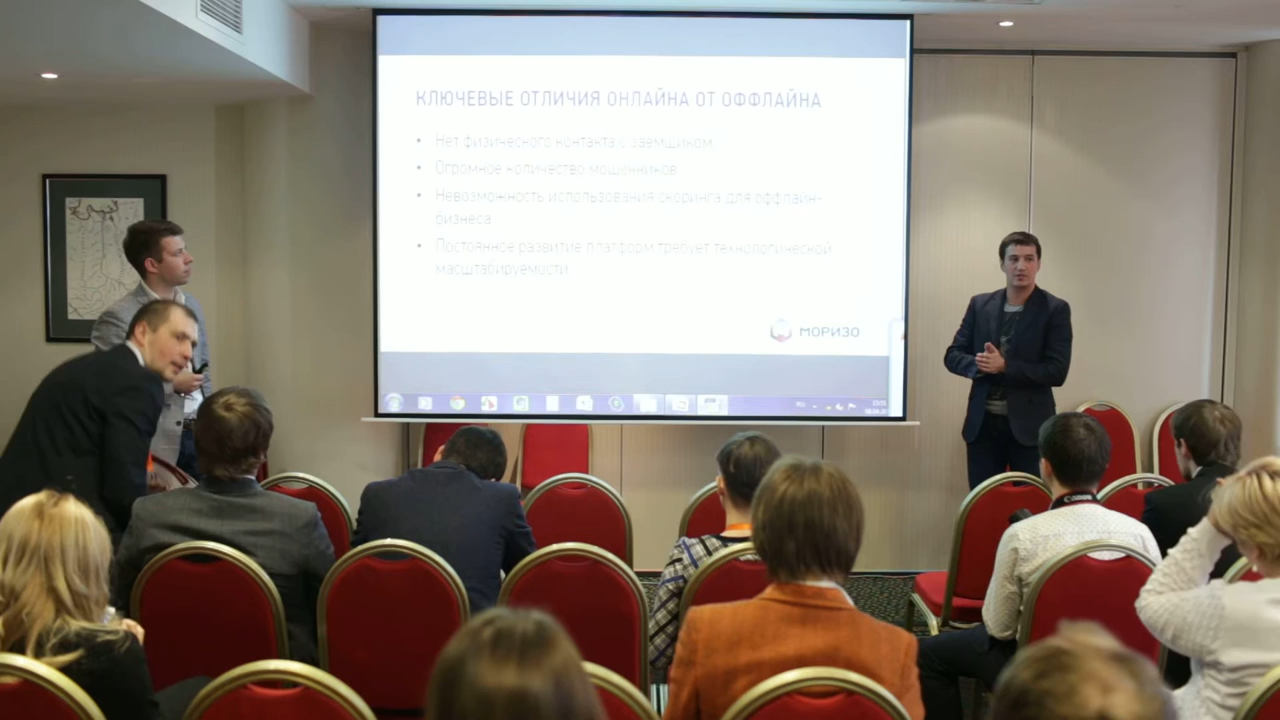 КЛЮЧЕВЫЕ ОТЛИЧИЯ ОНЛАЙНА ОТ ОФФЛАЙНА
• Нет физического контакта с заемщиком
• Огромное количество мошенников
• Невозможность использования скоринга для оффлайн-
бизнеса
• Постоянное развитие платформ требует технологической
масштабируемости
МОРИЗО
Canon